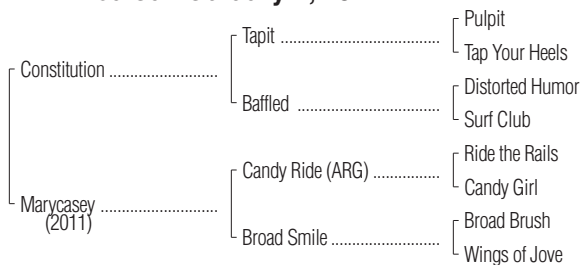 Pulpit
Tapit
Tap Your Heels
Constitution
Distorted Humor
Baffled
Surf Club
Ride the Rails
Candy Ride (ARG)
Candy Girl
Marycasey
(2011)
Broad Brush
Broad Smile
Wings of Jove